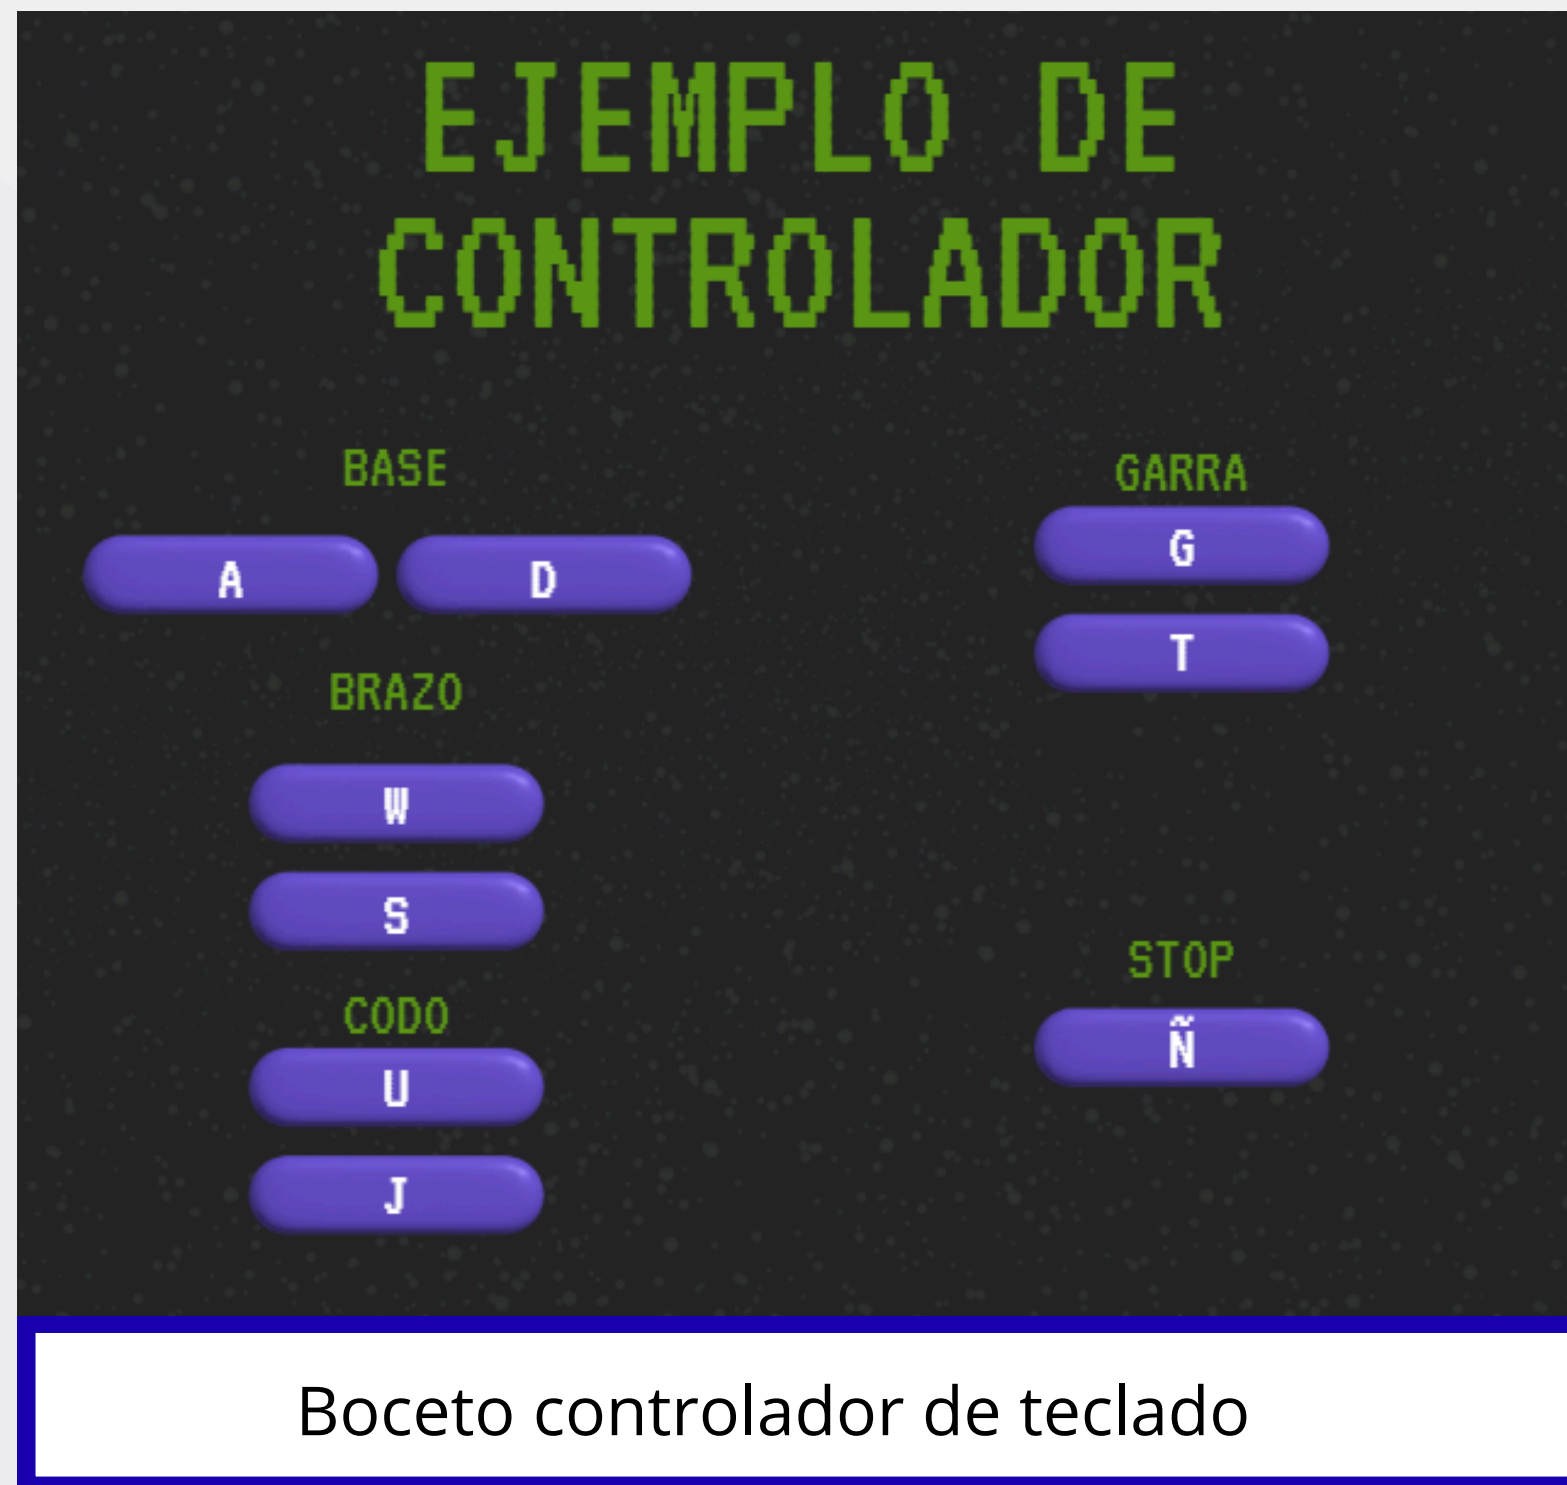 EJEMPLO DE
CONTROLADOR
BASE
A D
BRAZO
W
S
CODO
U
J
GARRA
G
T
STOP
Ñ
Boceto controlador de teclado